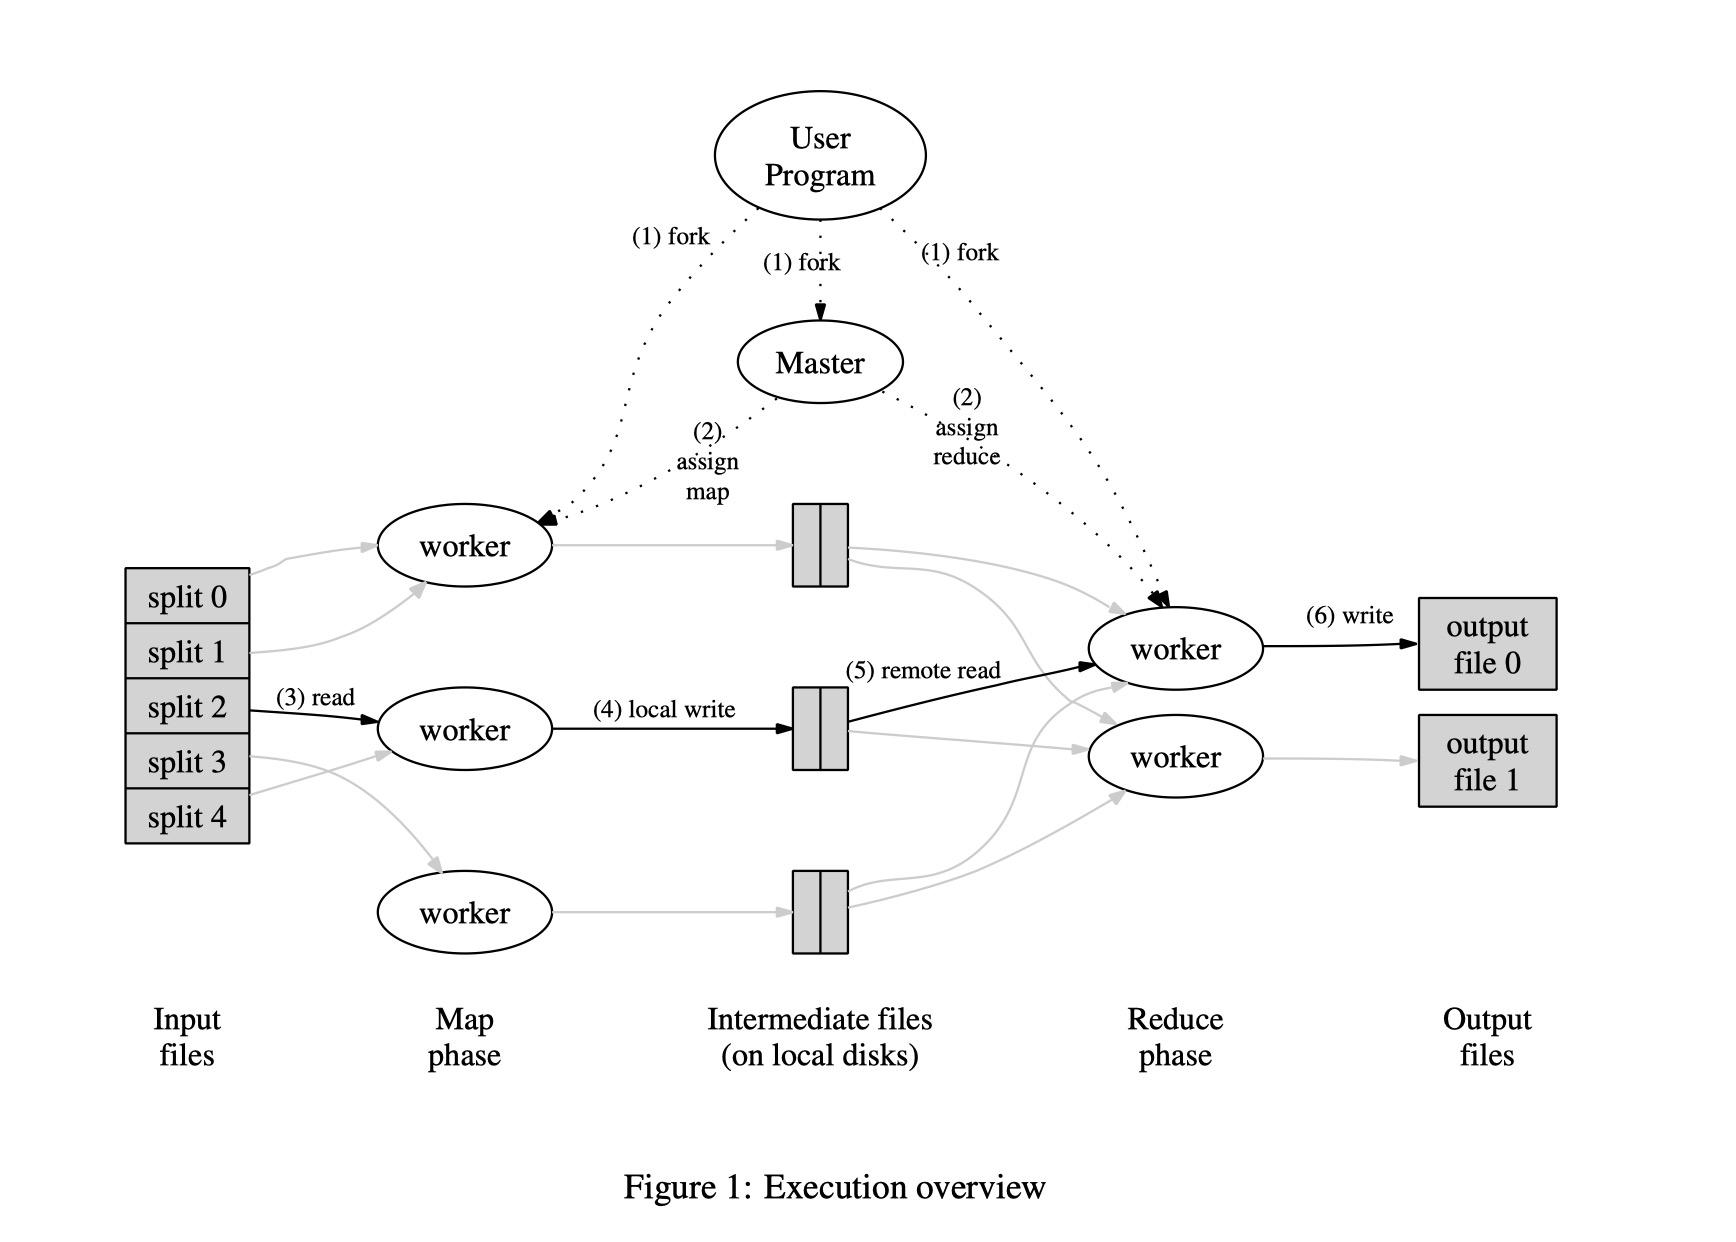 User
Program
(1) fork
(1) fork
(1) fork
Master
(2)
assign
map
(2)
assign
reduce
split 0
split 1
split 2
split 3
split 4
(3) read
worker
worker
worker
(4) local write
(5) remote read
worker
worker
(6) write
output
file 0
output
file 1
Input
files
Map
phase
Intermediate files
(on local disks)
Reduce
phase
Output
files
Figure 1: Execution overview